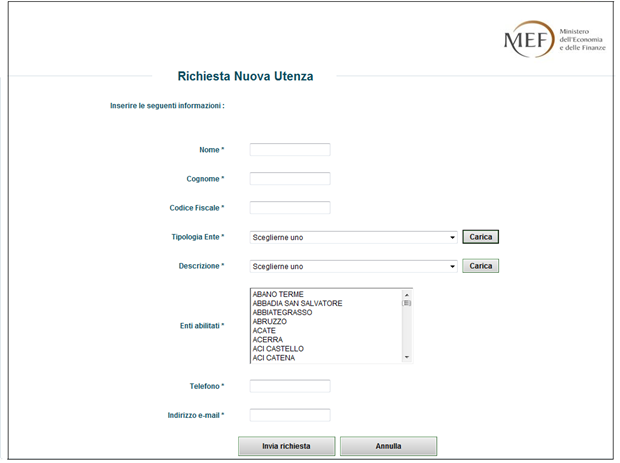 MEF
Ministero
dell'Economia
e delle Finanze
Richiesta Nuova Utenza
Inserire le seguenti informazioni :
Nome *
Cognome *
Codice Fiscale *
Tipologia Ente * Sceglierne uno Carica
Descrizione * Sceglierne uno Carica
Enti abilitati *
ABANO TERME
ABBADIA SAN SALVATORE
ABBIATEGRASSO
ABRUZZO
ACATE
ACERRA
ACI CASTELLO
ACI CATENA
Telefono *
Indirizzo e-mail *
Invia richiesta Annulla